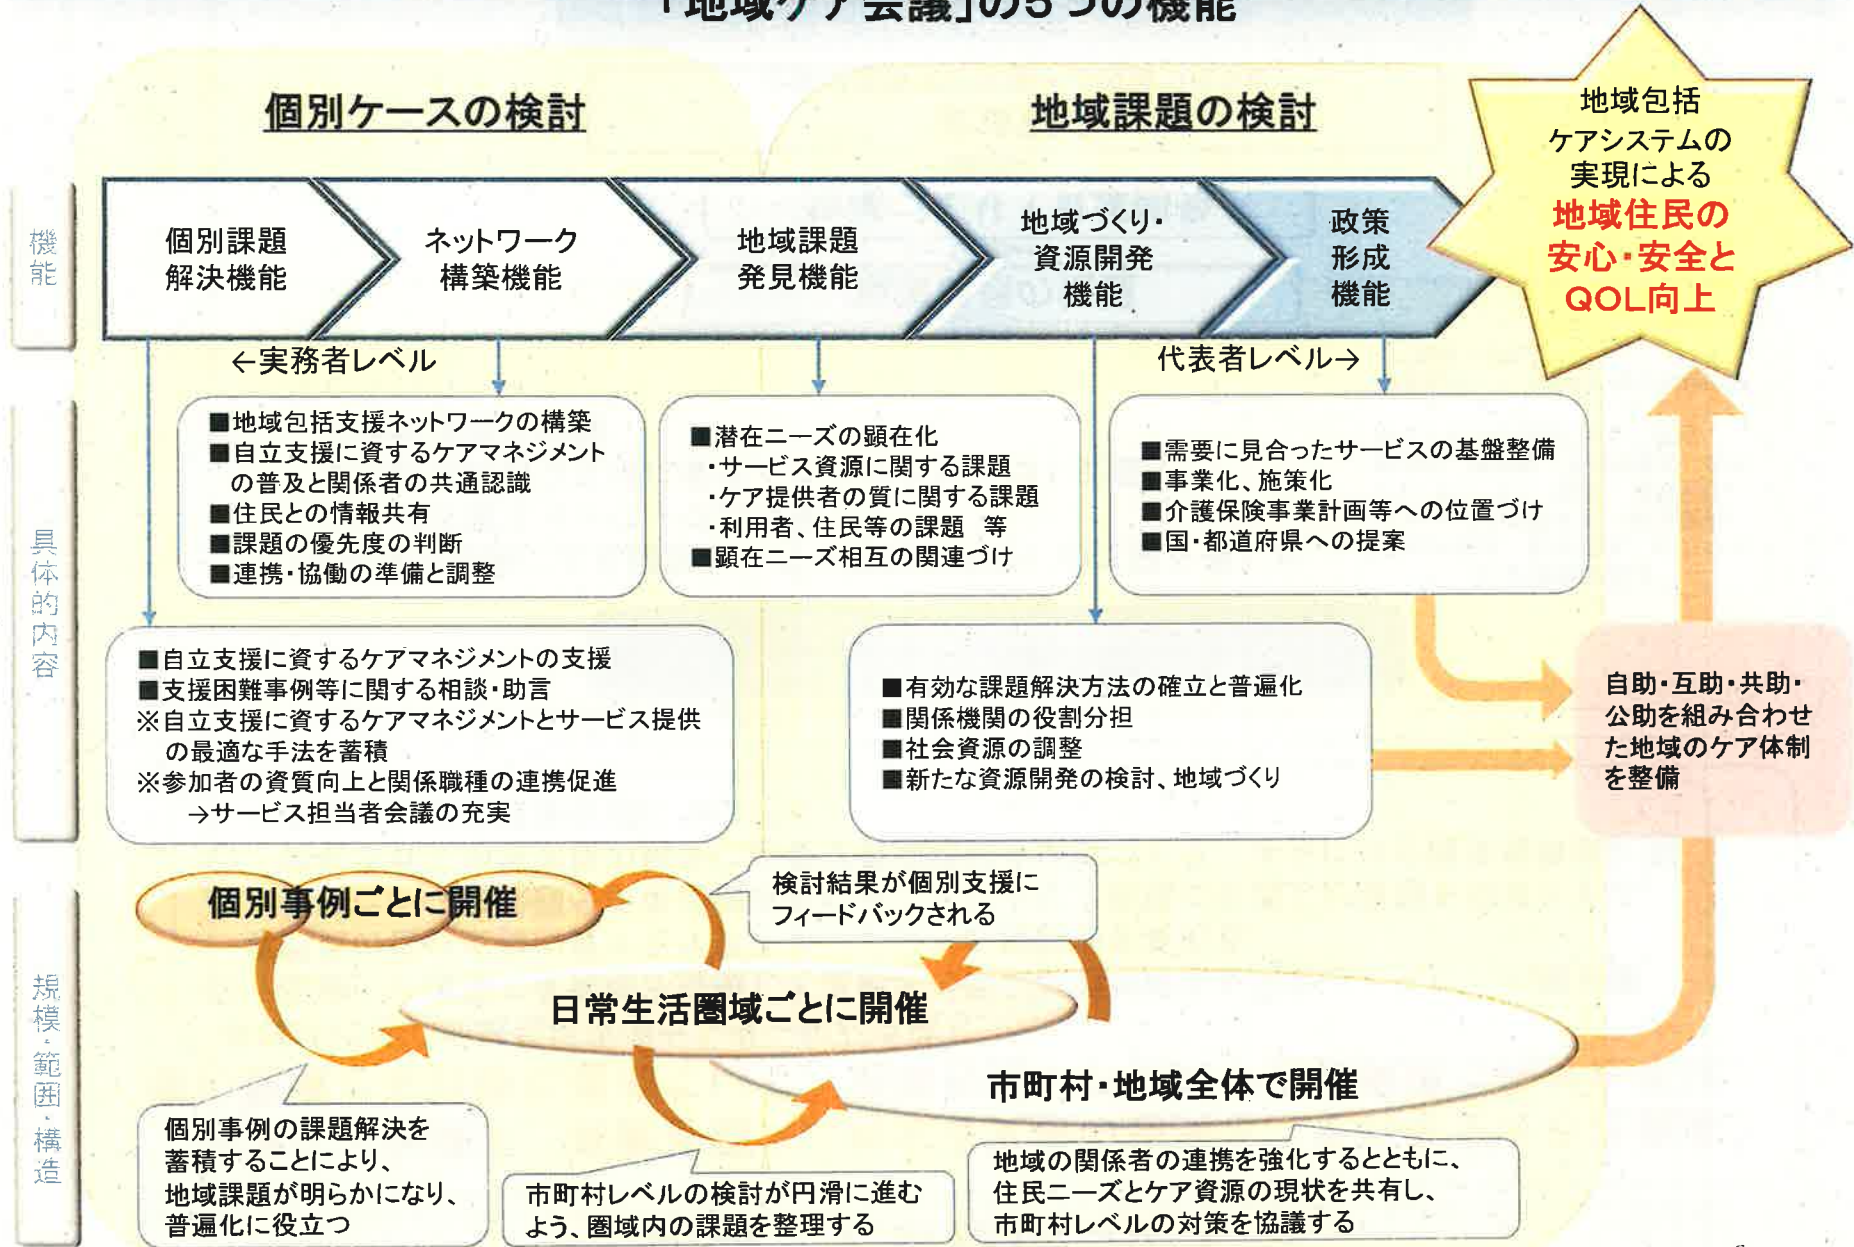 「地域ケア会議」の5つの機能
個別ケースの検討
地域課題の検討
地域包括
ケアシステムの
実現による
地域住民の
安心・安全と
QOL向上
機能
個別課題
解決機能
ネットワーク
構築機能
地域課題
発見機能
地域づくり・
資源開発
機能
政策
形成
機能
←実務者レベル
代表者レベル→
具体的内容
■地域包括支援ネットワークの構築
■自立支援に資するケアマネジメント
の普及と関係者の共通認識
■住民との情報共有
■課題の優先度の判断
■連携・協働の準備と調整
■潜在ニーズの顕在化
・サービス資源に関する課題
・ケア提供者の質に関する課題
・利用者、住民等の課題 等
■顕在ニーズ相互の関連づけ
■需要に見合ったサービスの基盤整備
■事業化、施策化
■介護保険事業計画等への位置づけ
■国・都道府県への提案
■自立支援に資するケアマネジメントの支援
■支援困難事例等に関する相談・助言
※自立支援に資するケアマネジメントとサービス提供
の最適な手法を蓄積
※参加者の資質向上と関係職種の連携促進
→サービス担当者会議の充実
■有効な課題解決方法の確立と普遍化
■関係機関の役割分担
■社会資源の調整
■新たな資源開発の検討、地域づくり
自助・互助・共助・
公助を組み合わせ
た地域のケア体制
を整備
規模・範囲・構造
個別事例ごとに開催
検討結果が個別支援に
フィードバックされる
日常生活圏域ごとに開催
市町村・地域全体で開催
個別事例の課題解決を
蓄積することにより、
地域課題が明らかになり、
普遍化に役立つ
市町村レベルの検討が円滑に進む
よう、圏域内の課題を整理する
地域の関係者の連携を強化するとともに、
住民ニーズとケア資源の現状を共有し、
市町村レベルの対策を協議する